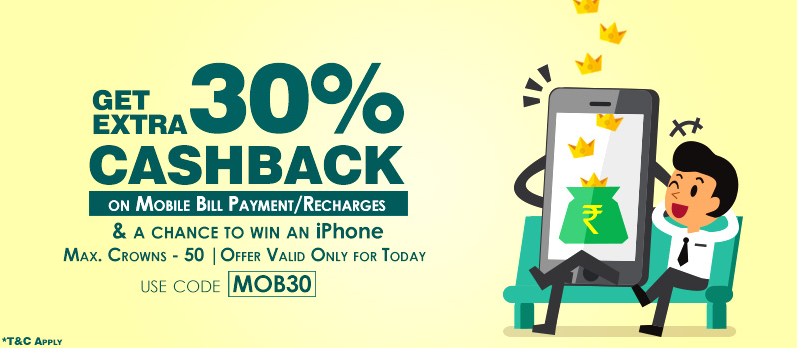 GET EXTRA 30%
CASHBACK
ON MOBILE BILL PAYMENT/RECHARGES
& A CHANCE TO WIN AN iPhone
MAX. CROWNS - 50 | OFFER VALID ONLY FOR TODAY
USE CODE MOB30
₹
*T&C APPLY